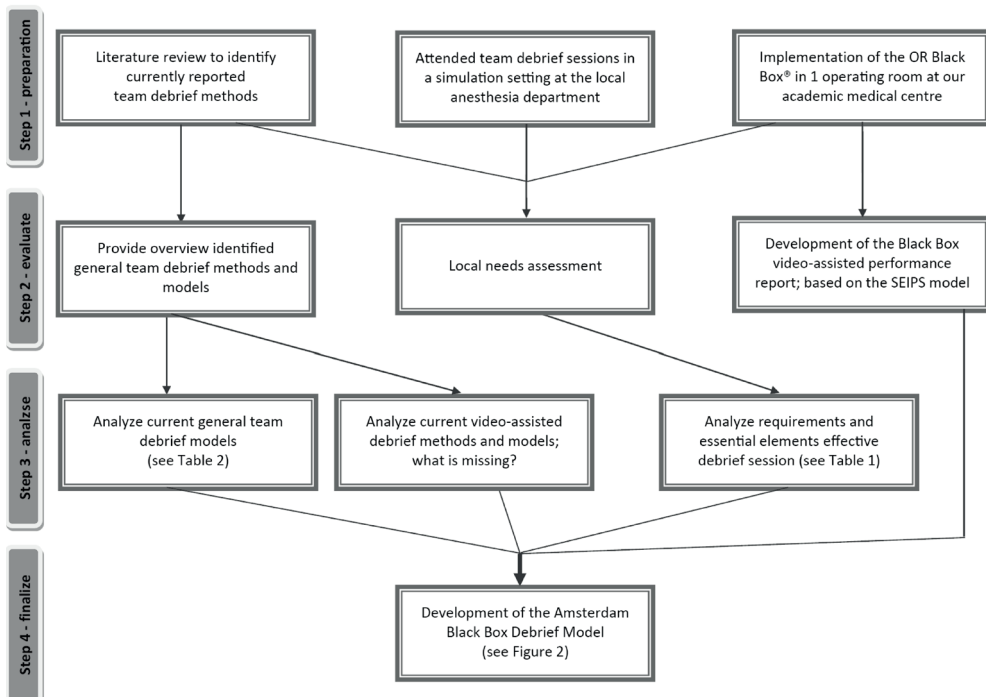 Step 1 - preparation
Literature review to identify
currently reported
team debrief methods
Attended team debrief sessions in
a simulation setting at the local
anesthesia department
Implementation of the OR Black
Box® in 1 operating room at our
academic medical centre
Step 2 - evaluate
Provide overview identified
general team debrief methods and
models
Local needs assessment
Development of the Black Box
video-assisted performance
report; based on the SEIPS model
Step 3 - analzse
Analyze current general team
debrief models
(see Table 2)
Analyze current video-assisted
debrief methods and models;
what is missing?
Analyze requirements and
essential elements effective
debrief session (see Table 1)
Step 4 - finalize
Development of the Amsterdam
Black Box Debrief Model
(see Figure 2)